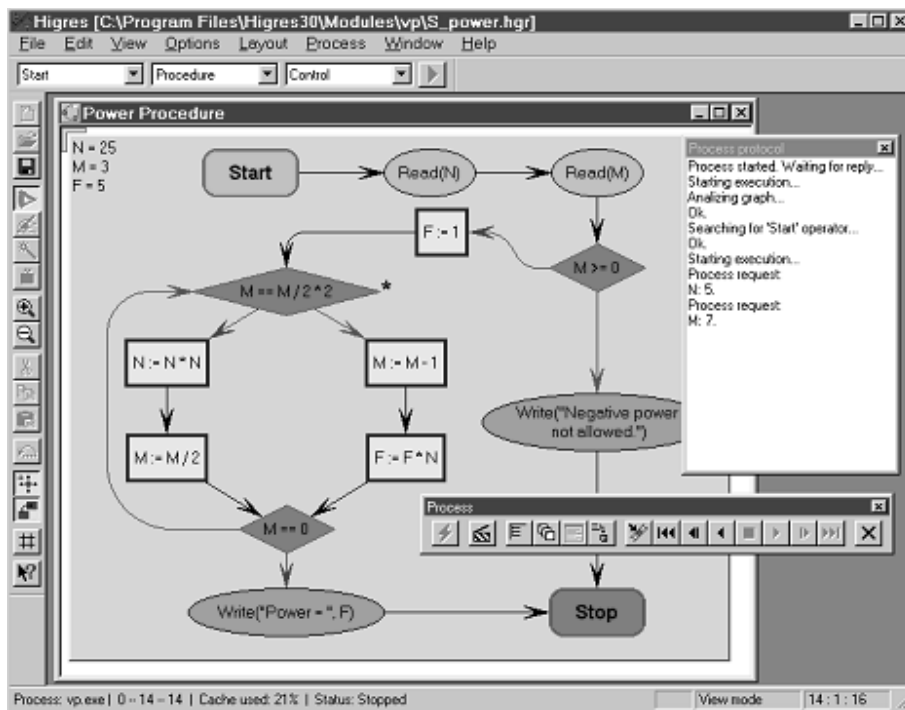 Higres [C:\Program Files\Higres30\Modules\vp\S_power.hgr]
File Edit View Options Layout Process Window Help
Start Procedure Control
Power Procedure
N = 25
M = 3
F = 5
Start
Read(N)
Read(M)
F := 1
M >= 0
M == M / 2 * 2
*
N := N * N
M := M - 1
M := M / 2
F := F * N
Write("Negative power
not allowed.")
M == 0
Write("Power = ", F)
Stop
Process protocol
Process started. Waiting for reply...
Starting execution...
Analizing graph...
Ok.
Searching for 'Start' operator...
Ok.
Starting execution...
Process request:
N: 5.
Process request:
M: 7.
Process
Process: vp.exe | 0 -- 14 -- 14 | Cache used: 21% | Status: Stopped
View mode
14 : 1 : 16